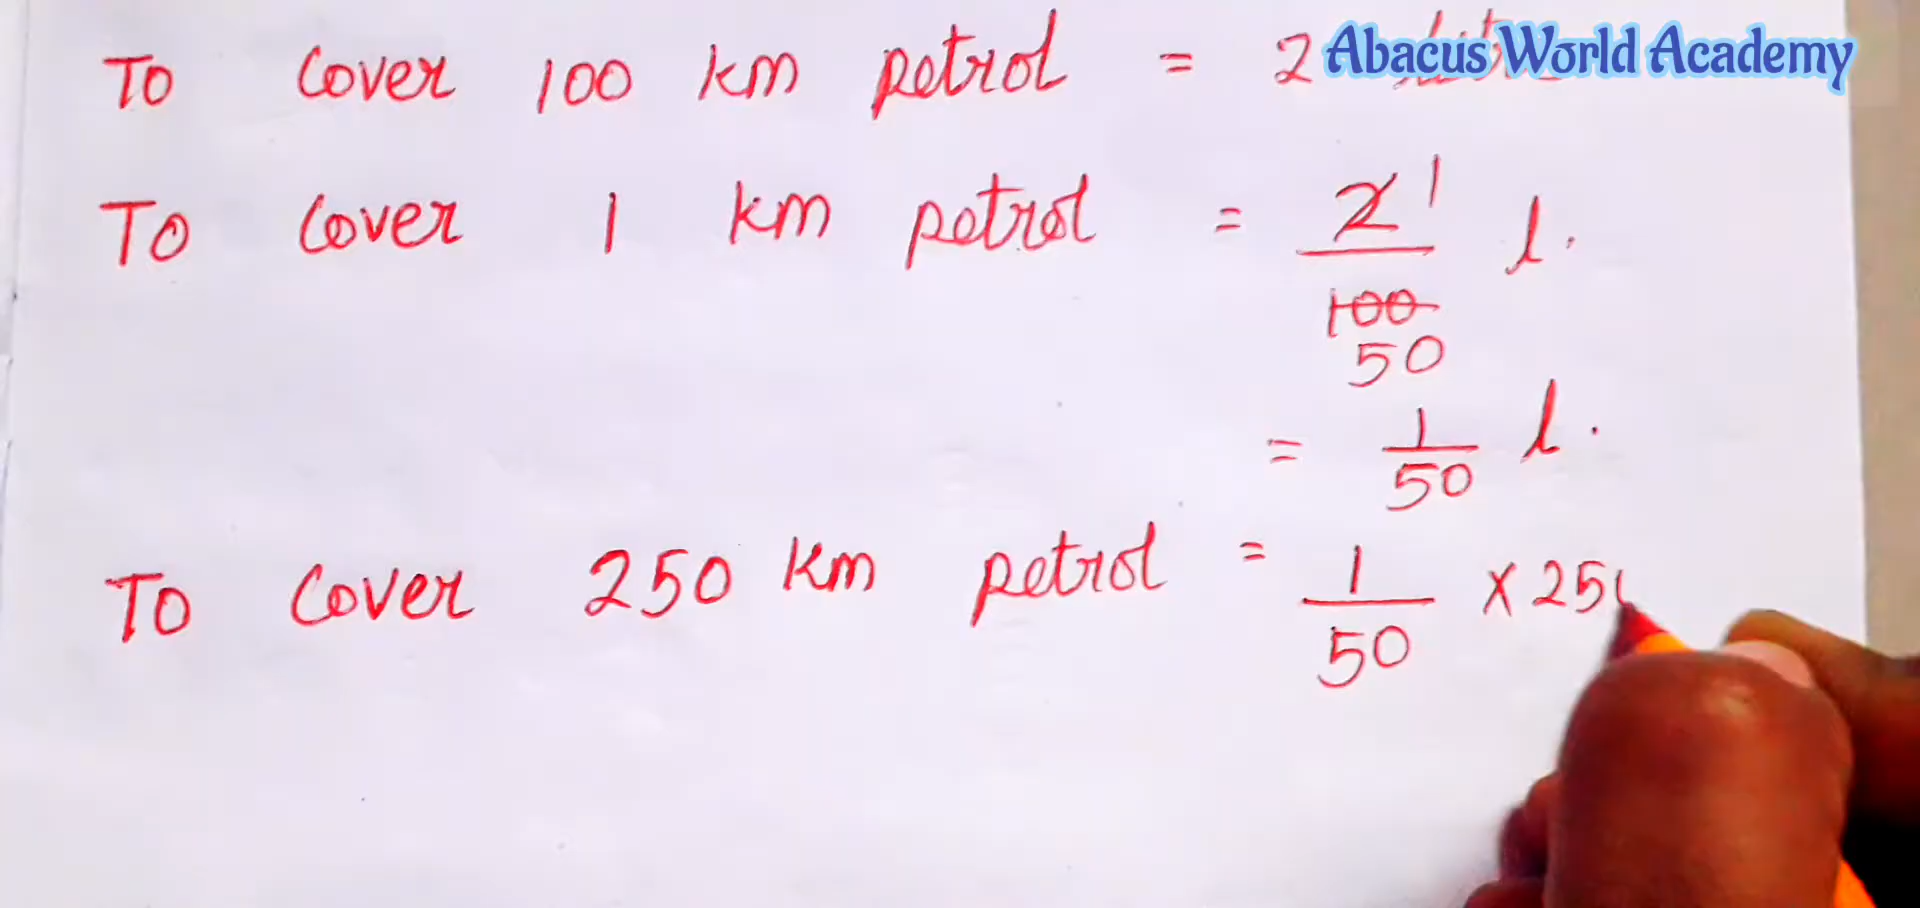 To cover 100 km petrol = 2
Abacus World Academy
To cover 1 km petrol = 2 1 l.
100
50
= 1/50 l.
To cover 250 km petrol = 1/50 x 25